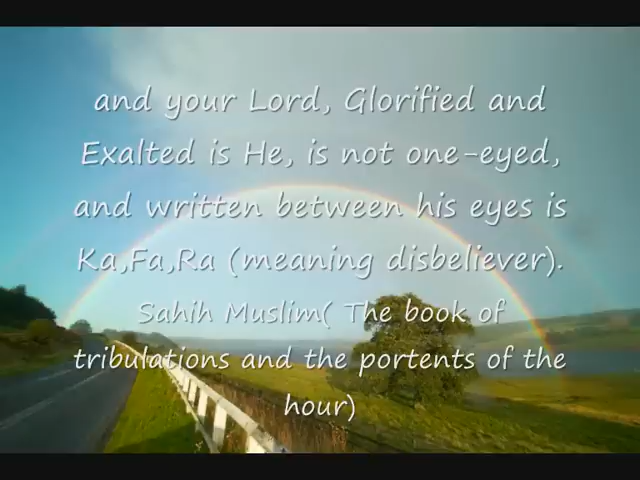 and your Lord, Glorified and
Exalted is He, is not one-eyed,
and written between his eyes is
Ka,Fa,Ra (meaning disbeliever).
Sahih Muslim( The book of
tribulations and the portents of the
hour)